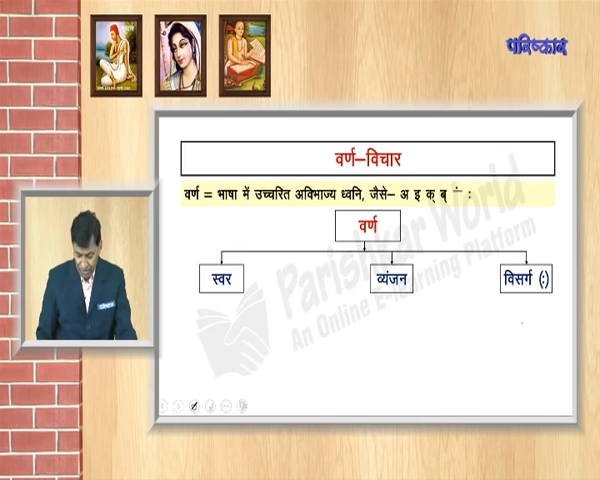 परिष्कार
वर्ण–विचार
वर्ण = भाषा में उच्चरित अविभाज्य ध्वनि, जैसे– अ इ क् ब् ∸ :
वर्ण
स्वर
व्यंजन
विसर्ग (:)
Parishkar World
An Online E-Learning Platform